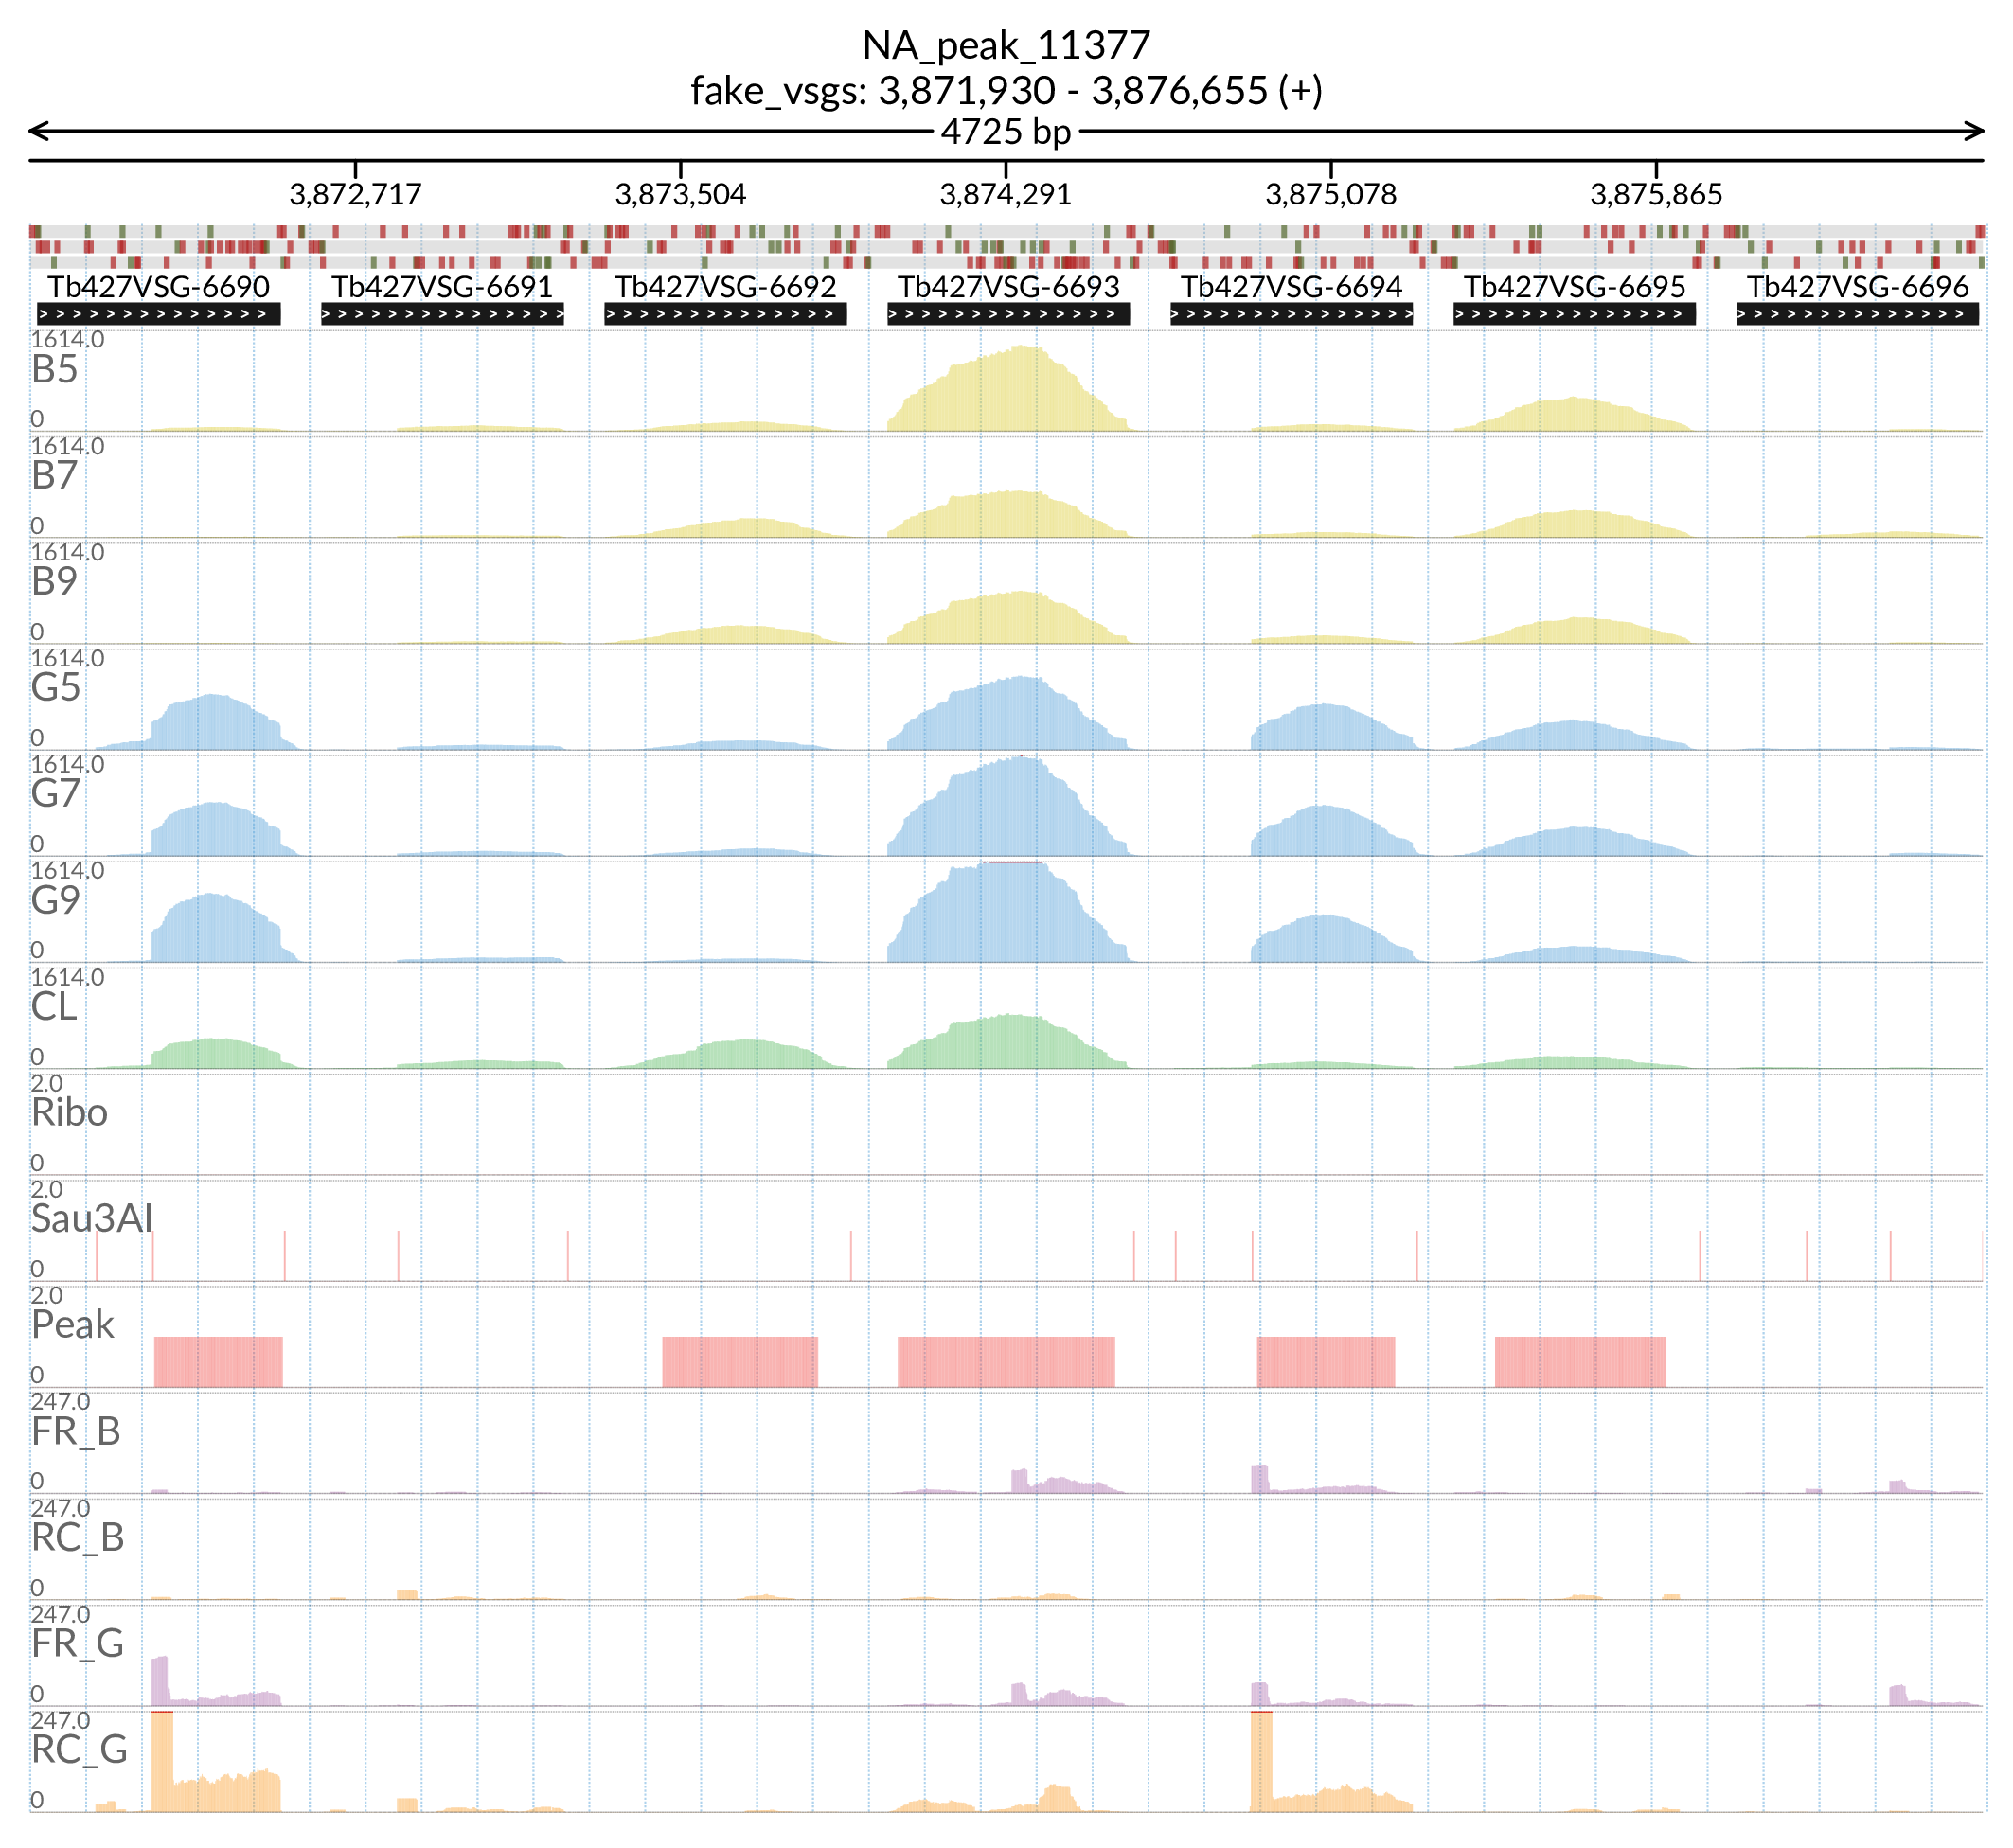 NA_peak_11377
fake_vsgs: 3,871,930 - 3,876,655 (+)
4725 bp
3,872,717 3,873,504 3,874,291 3,875,078 3,875,865
Tb427VSG-6690 Tb427VSG-6691 Tb427VSG-6692 Tb427VSG-6693 Tb427VSG-6694 Tb427VSG-6695 Tb427VSG-6696
1614.0
B5
0
1614.0
B7
0
1614.0
B9
0
1614.0
G5
0
1614.0
G7
0
1614.0
G9
0
1614.0
CL
0
2.0
Ribo
0
2.0
Sau3AI
0
2.0
Peak
0
247.0
FR_B
0
247.0
RC_B
0
247.0
FR_G
0
247.0
RC_G
0